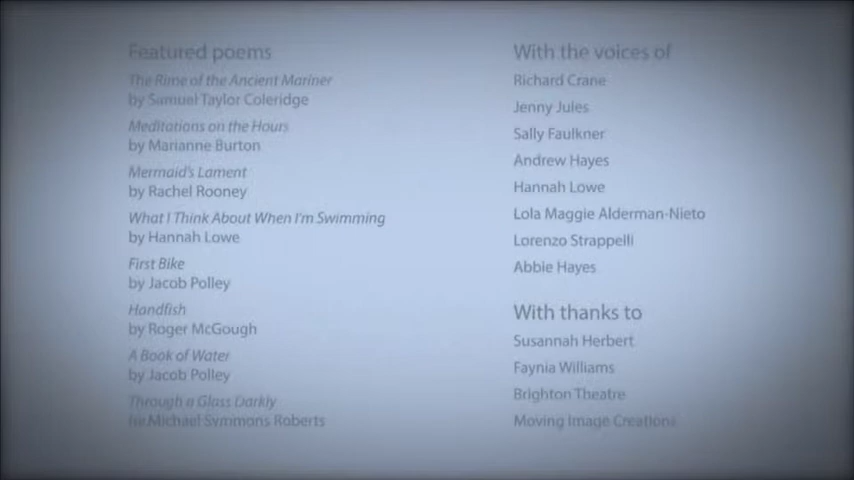 Featured poems
The Rime of the Ancient Mariner
by Samuel Taylor Coleridge
Meditations on the Hours
by Marianne Burton
Mermaid's Lament
by Rachel Rooney
What I Think About When I'm Swimming
by Hannah Lowe
First Bike
by Jacob Polley
Handfish
by Roger McGough
A Book of Water
by Jacob Polley
Through a Glass Darkly
by Michael Symmons Roberts
With the voices of
Richard Crane
Jenny Jules
Sally Faulkner
Andrew Hayes
Hannah Lowe
Lola Maggie Alderman-Nieto
Lorenzo Strappelli
Abbie Hayes
With thanks to
Susannah Herbert
Faynia Williams
Brighton Theatre
Moving Image Creations